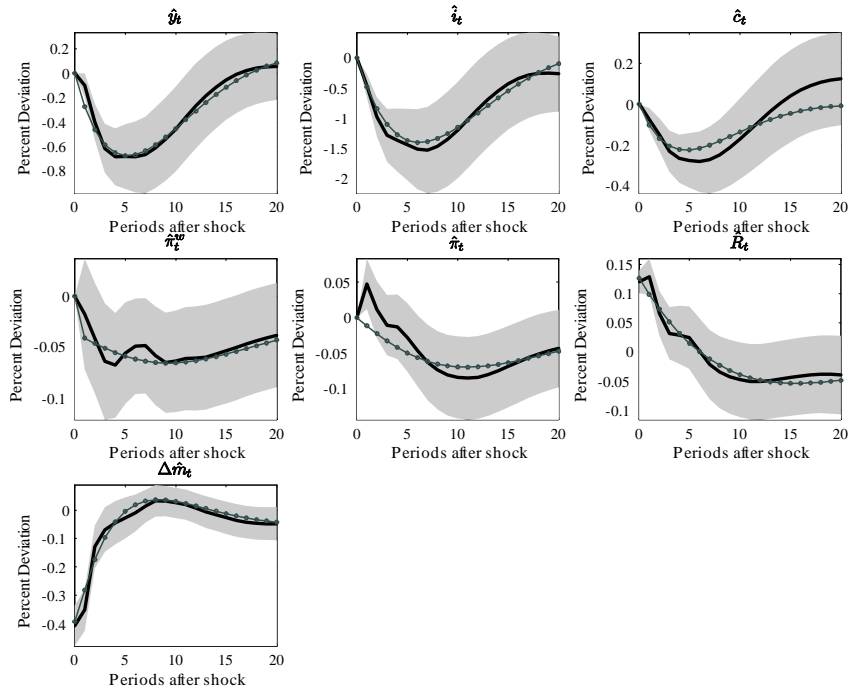 ŷₜ
0.2
0
-0.2
-0.4
-0.6
-0.8
Percent Deviation
0 5 10 15 20
Periods after shock
îₜ
0
-0.5
-1
-1.5
-2
Percent Deviation
0 5 10 15 20
Periods after shock
ĉₜ
0.2
0
-0.2
-0.4
Percent Deviation
0 5 10 15 20
Periods after shock
π̂ₜʷ
0
-0.05
-0.1
Percent Deviation
0 5 10 15 20
Periods after shock
π̂ₜ
0.05
0
-0.05
-0.1
Percent Deviation
0 5 10 15 20
Periods after shock
R̂ₜ
0.15
0.1
0.05
0
-0.05
-0.1
Percent Deviation
0 5 10 15 20
Periods after shock
Δm̂ₜ
0
-0.1
-0.2
-0.3
-0.4
Percent Deviation
0 5 10 15 20
Periods after shock